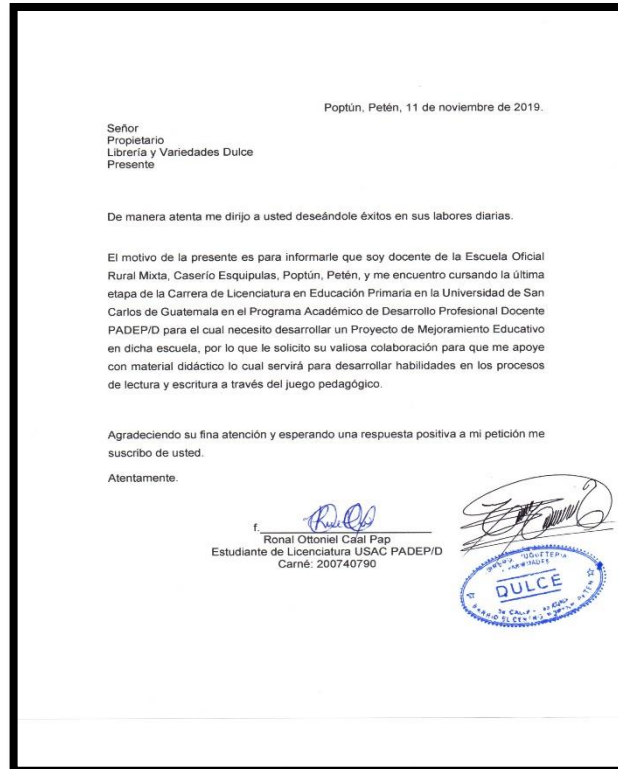 Poptún, Petén, 11 de noviembre de 2019.
Señor
Propietario
Librería y Variedades Dulce
Presente
De manera atenta me dirijo a usted deseándole éxitos en sus labores diarias.
El motivo de la presente es para informarle que soy docente de la Escuela Oficial
Rural Mixta, Caserío Esquipulas, Poptún, Petén, y me encuentro cursando la última
etapa de la Carrera de Licenciatura en Educación Primaria en la Universidad de San
Carlos de Guatemala en el Programa Académico de Desarrollo Profesional Docente
PADEP/D para el cual necesito desarrollar un Proyecto de Mejoramiento Educativo
en dicha escuela, por lo que le solicito su valiosa colaboración para que me apoye
con material didáctico lo cual servirá para desarrollar habilidades en los procesos
de lectura y escritura a través del juego pedagógico.
Agradeciendo su fina atención y esperando una respuesta positiva a mi petición me
suscribo de usted.
Atentamente.
f.
Ronal Ottoniel Caal Pap
Estudiante de Licenciatura USAC PADEP/D
Carné: 200740790
DULCE
BARRIO EL CENTRO PETEN